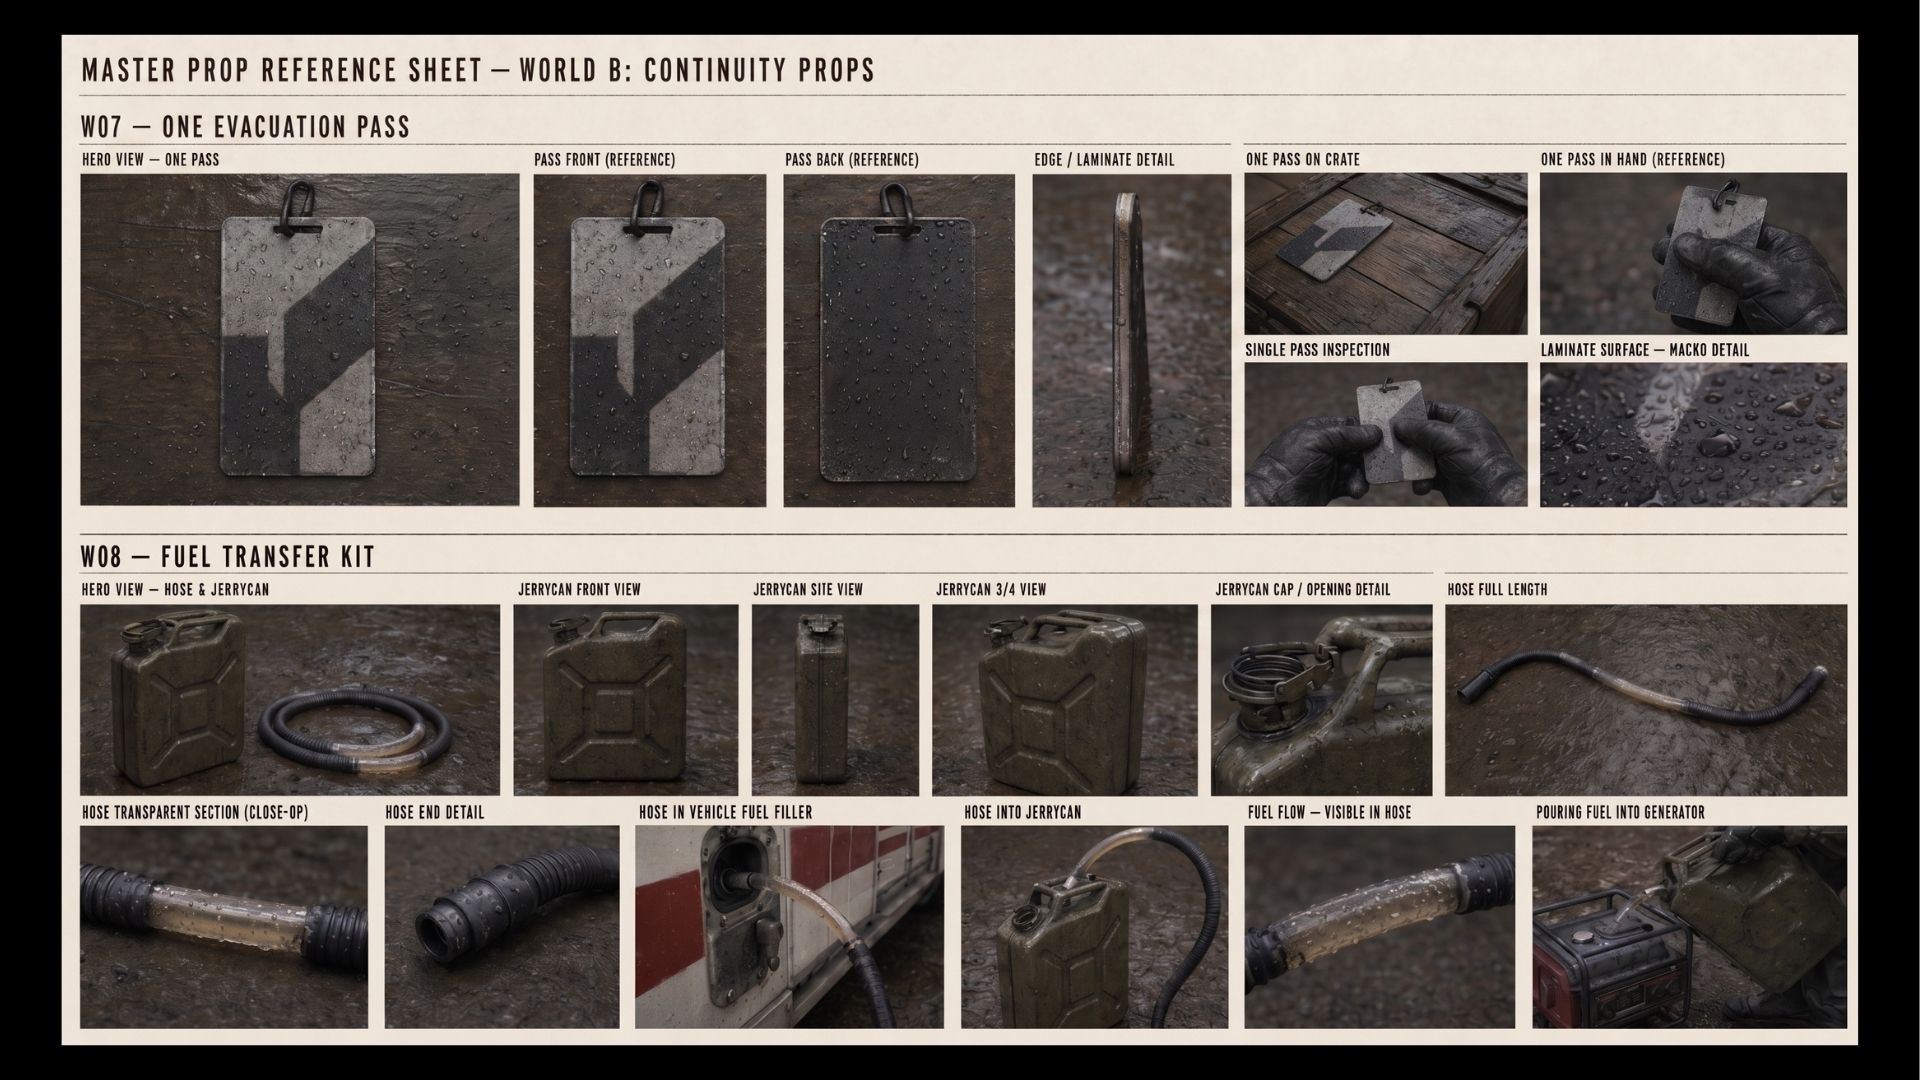 MASTER PROP REFERENCE SHEET — WORLD B: CONTINUITY PROPS
W07 — ONE EVACUATION PASS
HERO VIEW — ONE PASS
PASS FRONT (REFERENCE)
PASS BACK (REFERENCE)
EDGE / LAMINATE DETAIL
ONE PASS ON CRATE
ONE PASS IN HAND (REFERENCE)
SINGLE PASS INSPECTION
LAMINATE SURFACE — MACKO DETAIL
W08 — FUEL TRANSFER KIT
HERO VIEW — HOSE & JERRYCAN
JERRYCAN FRONT VIEW
JERRYCAN SITE VIEW
JERRYCAN 3/4 VIEW
JERRYCAN CAP / OPENING DETAIL
HOSE FULL LENGTH
HOSE TRANSPARENT SECTION (CLOSE-OP)
HOSE END DETAIL
HOSE IN VEHICLE FUEL FILLER
HOSE INTO JERRYCAN
FUEL FLOW — VISIBLE IN HOSE
POURING FUEL INTO GENERATOR